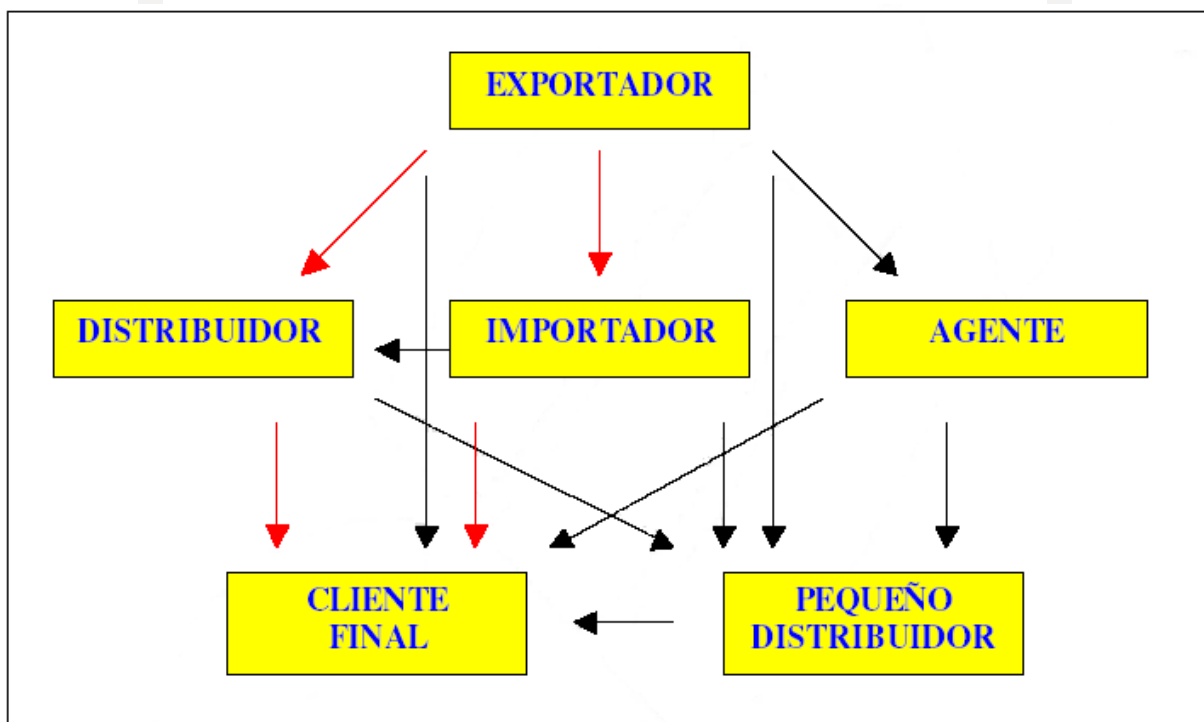 EXPORTADOR
DISTRIBUIDOR
IMPORTADOR
AGENTE
CLIENTE
FINAL
PEQUEÑO
DISTRIBUIDOR